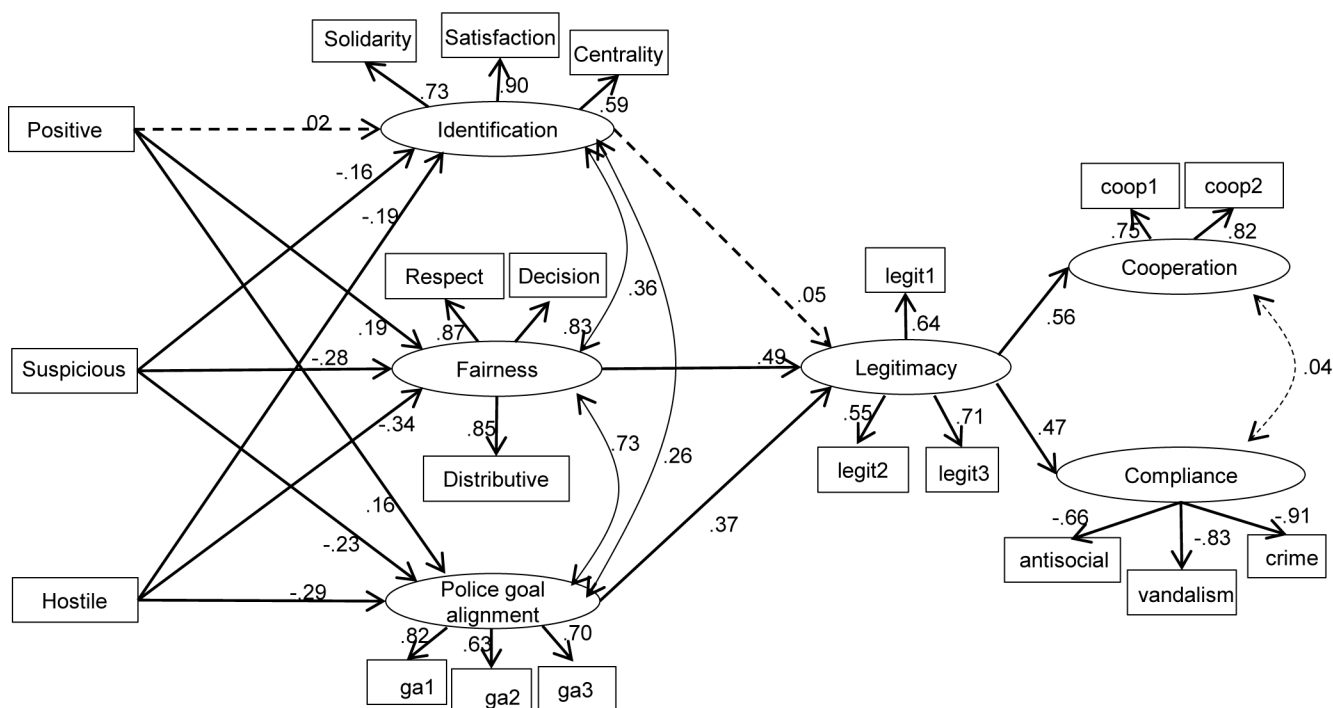 Solidarity
Satisfaction
Centrality
.73
.90
.59
Positive
.02
Identification
-.16
-.19
coop1
coop2
.75
.82
Cooperation
Respect
Decision
.36
legit1
.05
.87
.83
.19
.64
.56
Suspicious
-.28
Fairness
.49
Legitimacy
.04
-.34
.85
.55
.71
.47
.73
.26
Distributive
legit2
legit3
Compliance
.16
-.23
.37
-.66
-.83
-.91
antisocial
vandalism
crime
Hostile
-.29
Police goal
alignment
.82
.63
.70
ga1
ga2
ga3